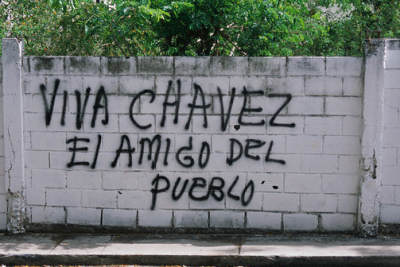 VIVA CHAVEZ
El AMIGO DEL
PUEBLO